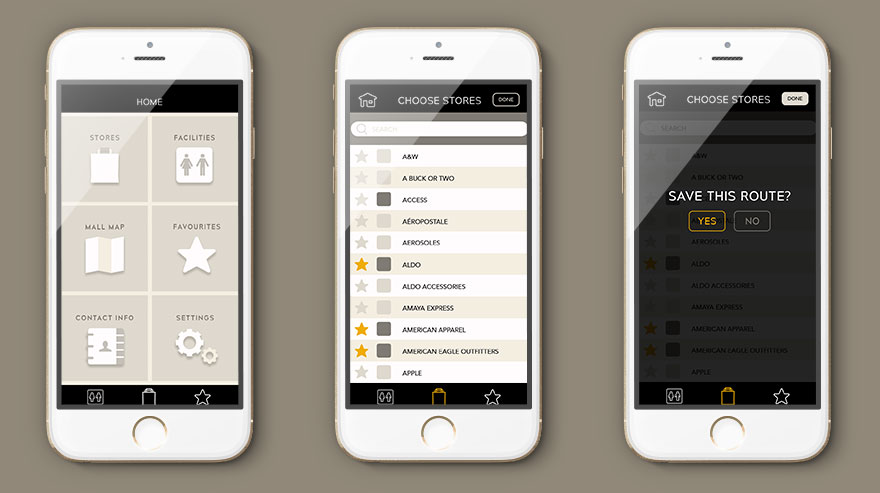 HOME
STORES
FACILITIES
MALL MAP
FAVOURITES
CONTACT INFO
SETTINGS
CHOOSE STORES
DONE
SEARCH
A&W
A BUCK OR TWO
ACCESS
AÉROPOSTALE
AEROSOLES
ALDO
ALDO ACCESSORIES
AMAYA EXPRESS
AMERICAN APPAREL
AMERICAN EAGLE OUTFITTERS
APPLE
CHOOSE STORES
DONE
SEARCH
A&W
A BUCK OR TWO
SAVE THIS ROUTE?
YES
NO
AEROSOLES
ALDO
ALDO ACCESSORIES
AMAYA EXPRESS
AMERICAN APPAREL
AMERICAN EAGLE OUTFITTERS
APPLE